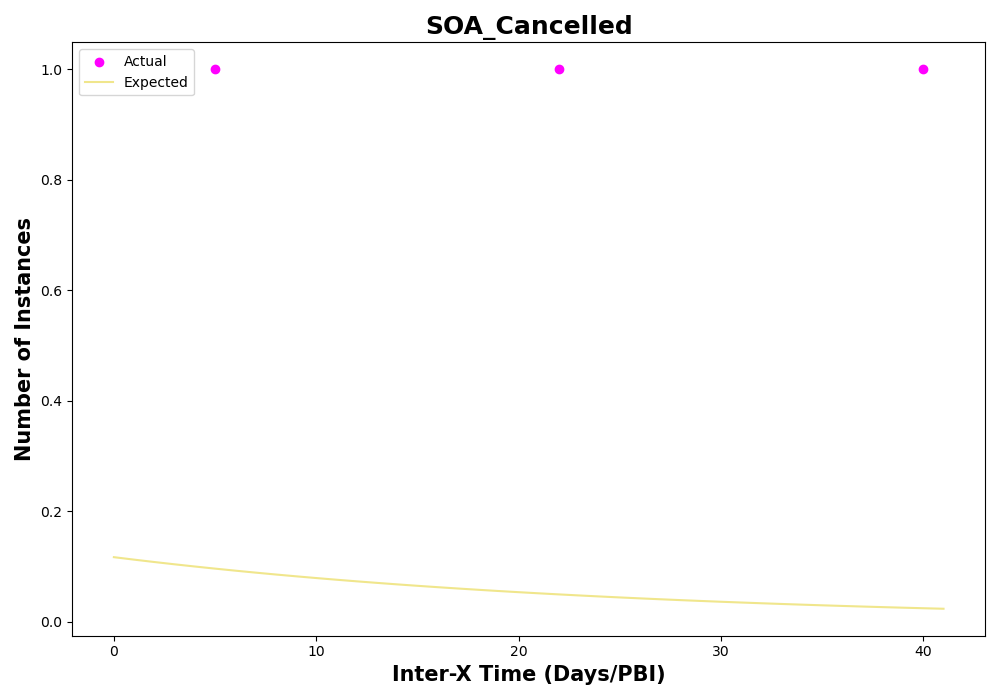 SOA_Cancelled
Actual
Expected
1.0
0.8
0.6
0.4
0.2
0.0
Number of Instances
0 10 20 30 40
Inter-X Time (Days/PBI)